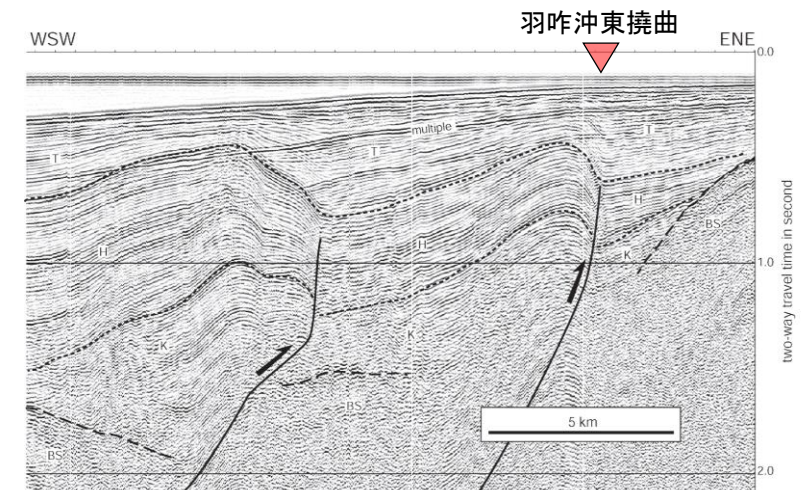 羽咋沖東撓曲
WSW
ENE
0.0
multiple
T
T
T
H
H
H
BS
K
1.0
K
K
BS
BS
5 km
2.0
two-way travel time in second